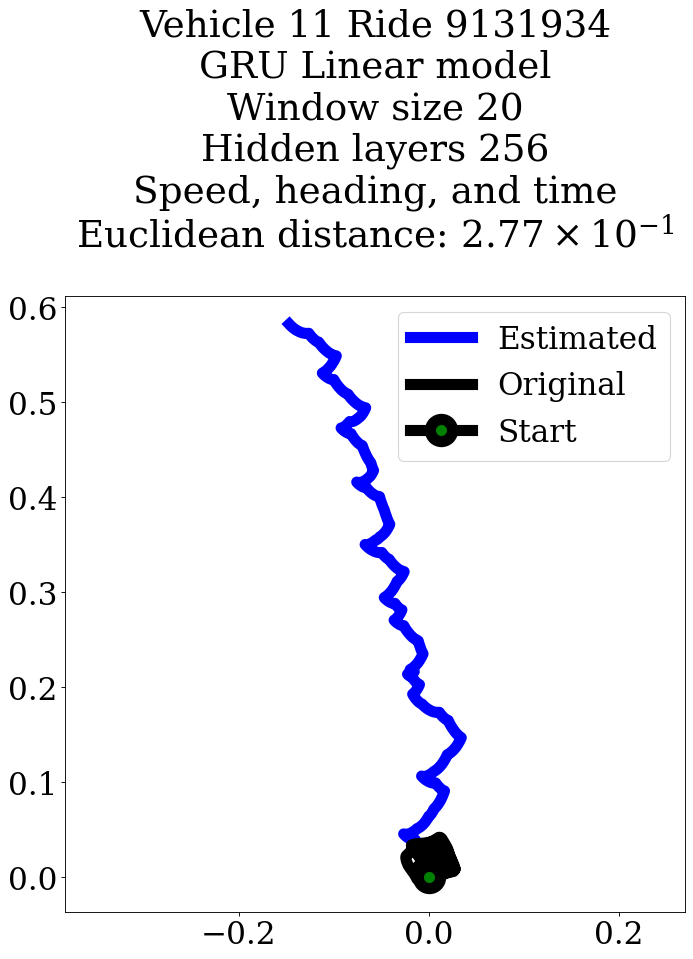 Vehicle 11 Ride 9131934
GRU Linear model
Window size 20
Hidden layers 256
Speed, heading, and time
Euclidean distance: 2.77 × 10⁻¹
0.6
Estimated
Original
Start
0.5
0.4
0.3
0.2
0.1
0.0
−0.2 0.0 0.2